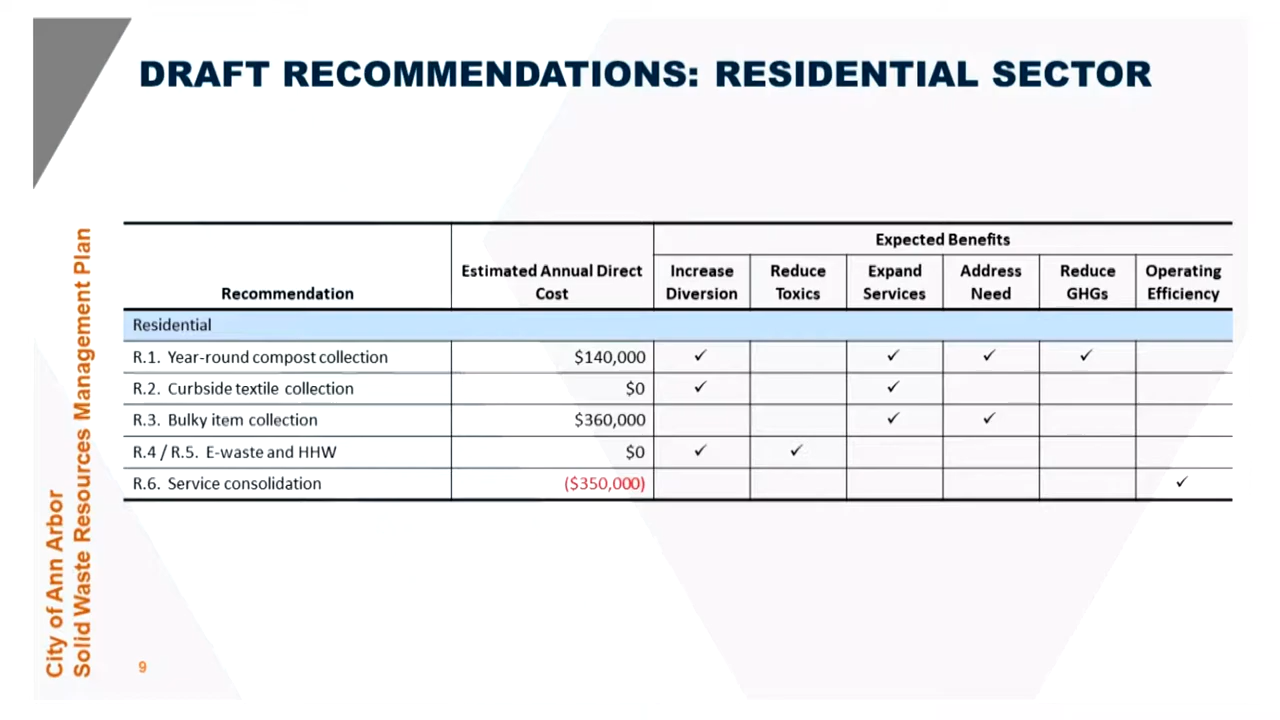 DRAFT RECOMMENDATIONS: RESIDENTIAL SECTOR
City of Ann Arbor
Solid Waste Resources Management Plan
Expected Benefits
Recommendation Estimated Annual Direct Cost Increase Diversion Reduce Toxics Expand Services Address Need Reduce GHGs Operating Efficiency
Residential
R.1. Year-round compost collection $140,000 ✓ ✓ ✓ ✓
R.2. Curbside textile collection $0 ✓ ✓
R.3. Bulky item collection $360,000 ✓ ✓
R.4 / R.5. E-waste and HHW $0 ✓ ✓
R.6. Service consolidation ($350,000) ✓
9